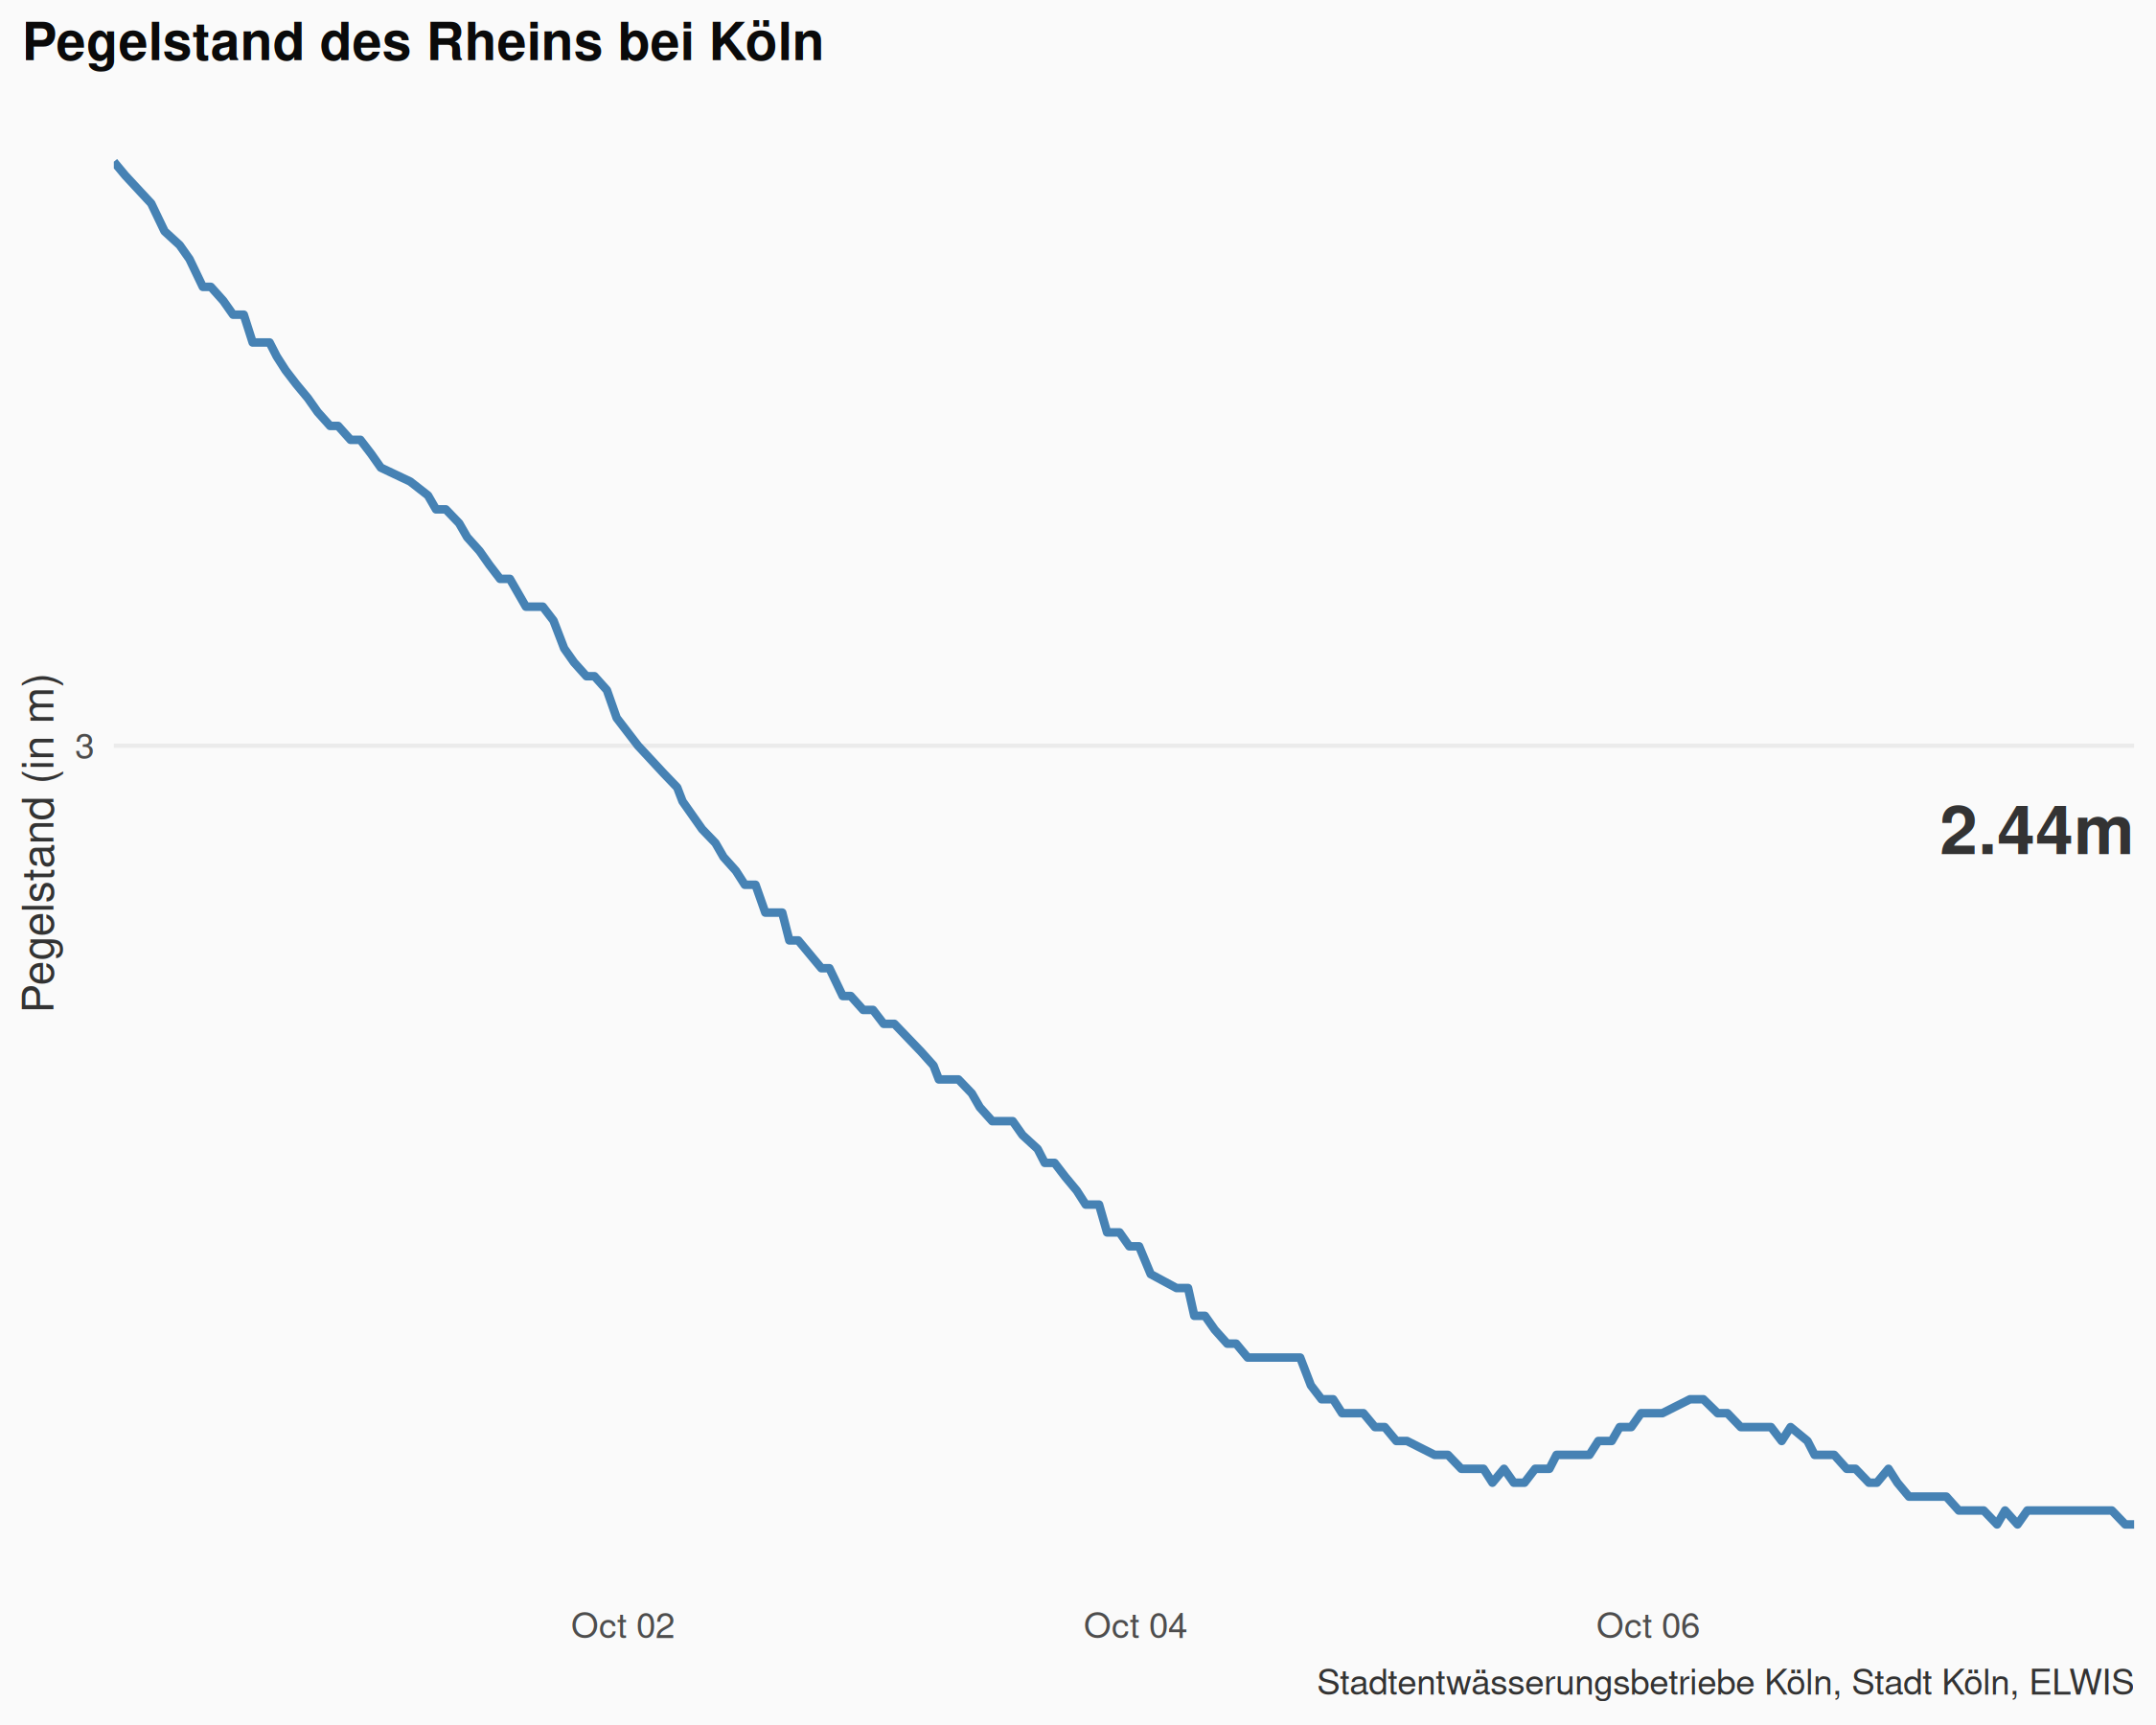 Pegelstand des Rheins bei Köln
Pegelstand (in m)
3
2.44m
Oct 02
Oct 04
Oct 06
Stadtentwässerungsbetriebe Köln, Stadt Köln, ELWIS